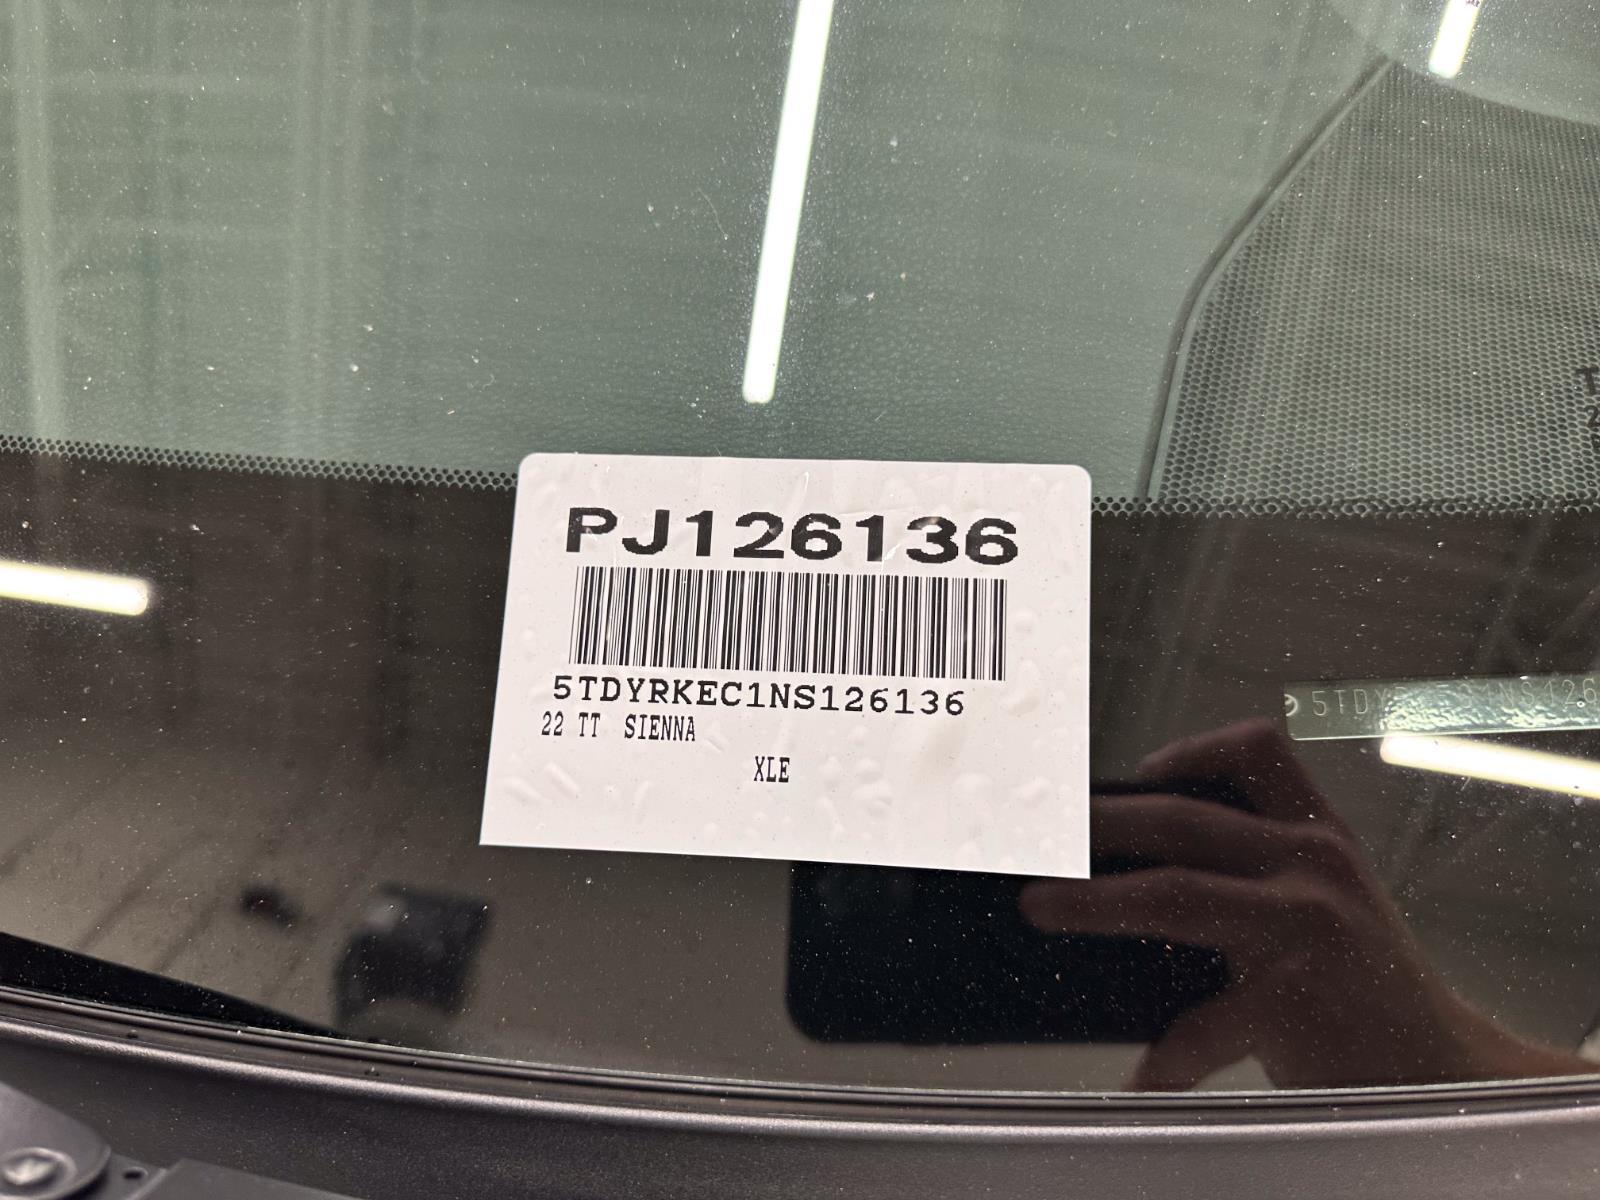 PJ126136
5TDYRKEC1NS126136
22 TT SIENNA
XLE